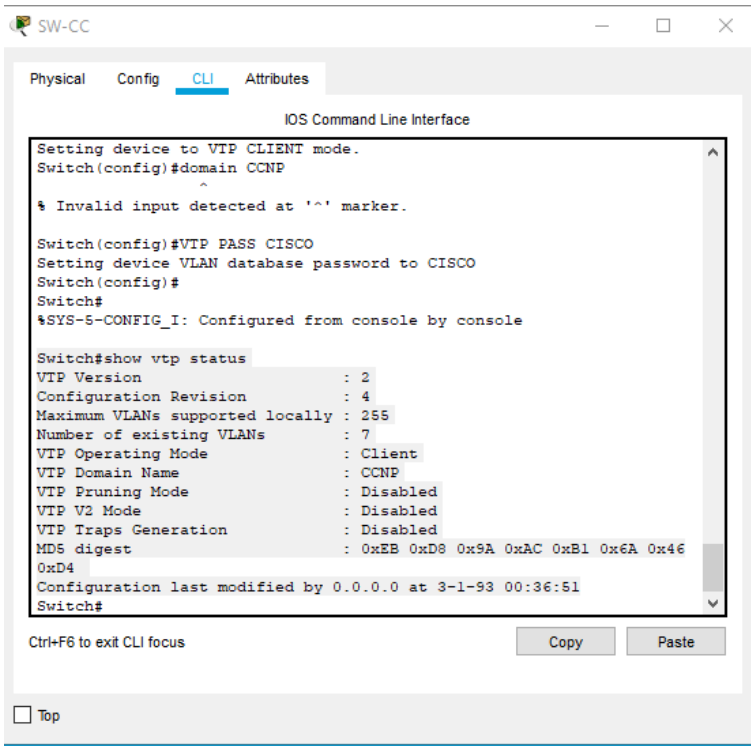 SW-CC
Physical Config CLI Attributes
IOS Command Line Interface
Setting device to VTP CLIENT mode.
Switch(config)#domain CCNP
^
% Invalid input detected at '^' marker.
Switch(config)#VTP PASS CISCO
Setting device VLAN database password to CISCO
Switch(config)#
Switch#
%SYS-5-CONFIG_I: Configured from console by console
Switch#show vtp status
VTP Version : 2
Configuration Revision : 4
Maximum VLANs supported locally : 255
Number of existing VLANs : 7
VTP Operating Mode : Client
VTP Domain Name : CCNP
VTP Pruning Mode : Disabled
VTP V2 Mode : Disabled
VTP Traps Generation : Disabled
MD5 digest : 0xEB 0xD8 0x9A 0xAC 0xB1 0x6A 0x46
0xD4
Configuration last modified by 0.0.0.0 at 3-1-93 00:36:51
Switch#
Ctrl+F6 to exit CLI focus
Copy Paste
Top